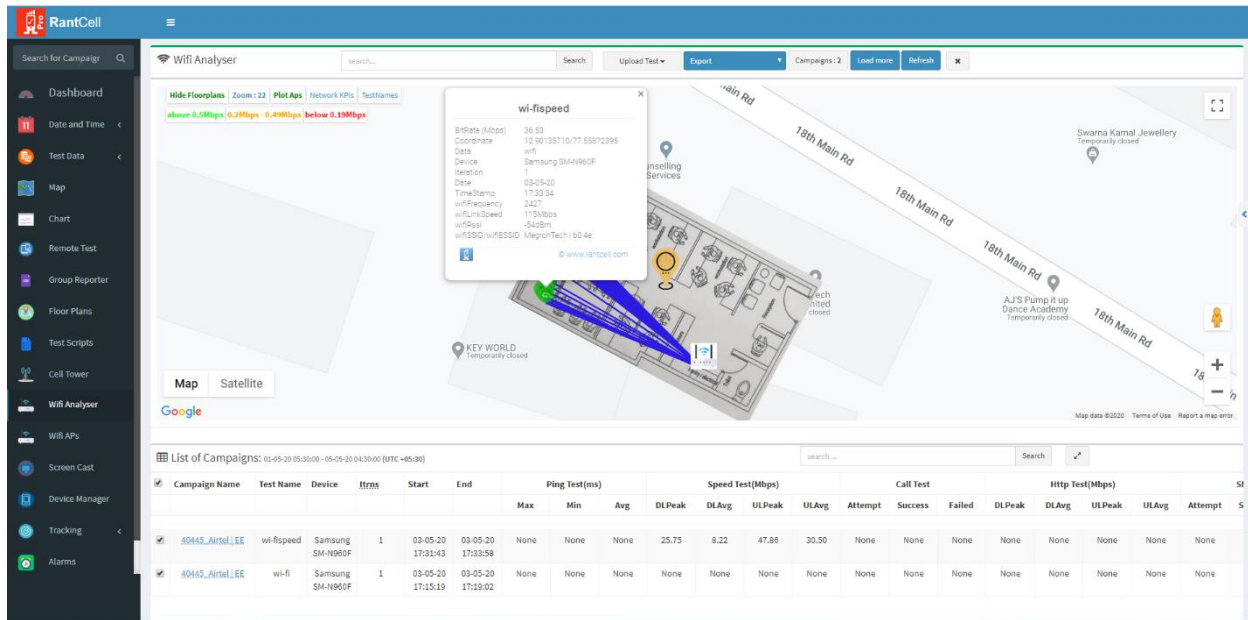 Pro RantCell
Search for Campaigr
Dashboard
Date and Time
Test Data
Map
Chart
Remote Test
Group Reporter
Floor Plans
Test Scripts
Cell Tower
Wifi Analyser
Wifi APs
Screen Cast
Device Manager
Tracking
Alarms
Wifi Analyser search... Search Upload Test Export Campaigns : 2 Load more Refresh
Hide Floorplans Zoom : 22 Plot Aps Network KPIs TestNames
above 0.5Mbps 0.2Mbps - 0.49Mbps below 0.19Mbps
wi-fispeed
BitRate (Mbps) 36.53
Coordinate 12.90135710/77.55872395
Data wifi
Device Samsung SM-N960F
Iteration 1
Date 03-05-20
TimeStamp 17:33:34
wifiFrequency 2427
wifiLinkSpeed 115Mbps
wifiRssi -54dBm
wifiSSID/wifiBSSID MegronTech | b0:4e:
© www.rantcell.com
nselling
Services
ain Rd
18th Main Rd
18th Main Rd
18th Main Rd
18th Main Rd
18
Swarna Kamal Jewellery
Temporarily closed
AJ'S Pump it up
Dance Academy
Temporarily closed
ech
nited
closed
KEY WORLD
Temporarily closed
Map Satellite
Google
Map data ©2020 Terms of Use Report a map error
List of Campaigns: 01-05-20 05:30:00 - 05-05-20 04:30:00 (UTC +05:30) search ... Search
Campaign Name Test Name Device Itrns Start End Ping Test(ms) Speed Test(Mbps) Call Test Http Test(Mbps)
Max Min Avg DLPeak DLAvg ULPeak ULAvg Attempt Success Failed DLPeak DLAvg ULPeak ULAvg Attempt S
40445_Airtel | EE wi-fispeed Samsung SM-N960F 1 03-05-20 17:31:43 03-05-20 17:33:58 None None None 25.75 8.22 47.86 30.50 None None None None None None None None
40445_Airtel | EE wi-fi Samsung SM-N960F 1 03-05-20 17:15:19 03-05-20 17:19:02 None None None None None None None None None None None None None None None